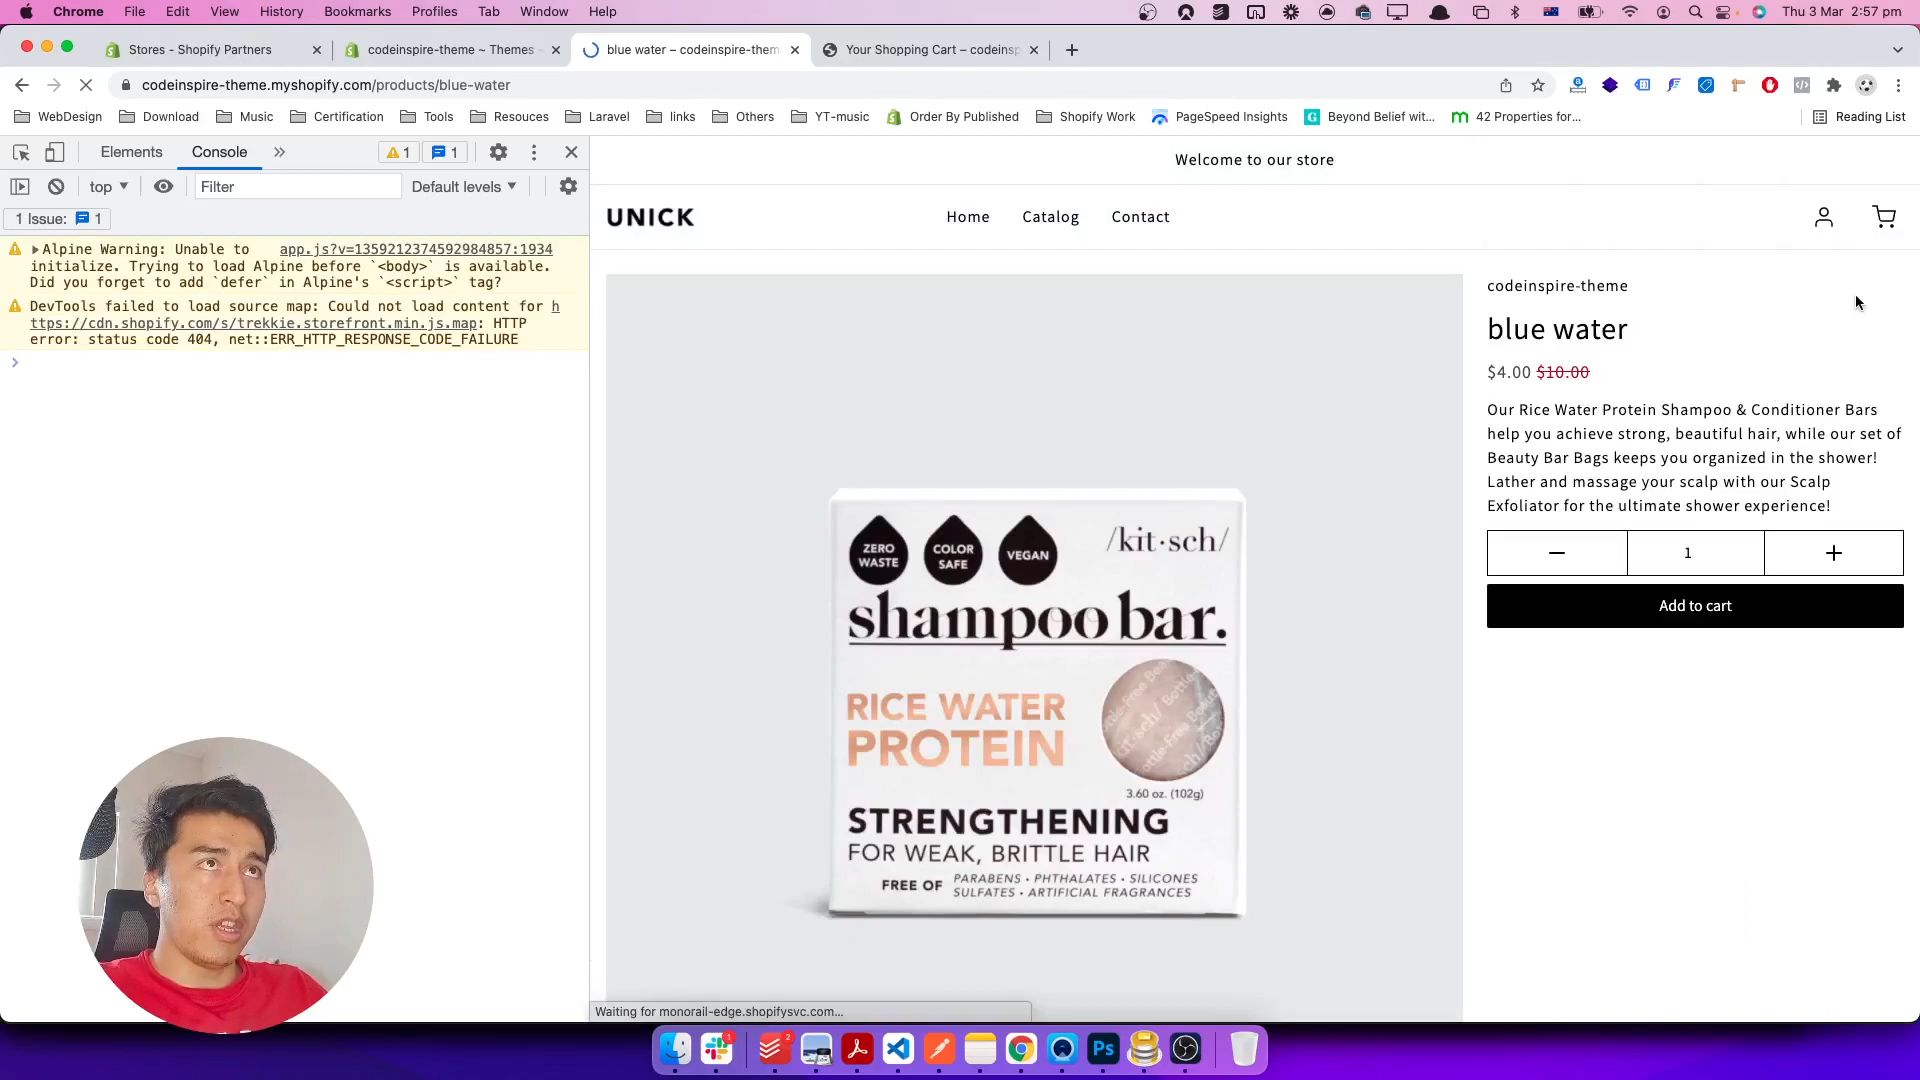 Chrome File Edit View History Bookmarks Profiles Tab Window Help Thu 3 Mar 2:57 pm
Stores - Shopify Partners codeinspire-theme ~ Themes - blue water – codeinspire-them Your Shopping Cart – codeinsp
codeinspire-theme.myshopify.com/products/blue-water
WebDesign Download Music Certification Tools Resouces Laravel links Others YT-music Order By Published Shopify Work PageSpeed Insights Beyond Belief wit... 42 Properties for... Reading List
Elements Console 1 1
top Filter Default levels
1 Issue: 1
Alpine Warning: Unable to app.js?v=1359212374592984857:1934
initialize. Trying to load Alpine before `<body>` is available.
Did you forget to add `defer` in Alpine's `<script>` tag?
DevTools failed to load source map: Could not load content for h
ttps://cdn.shopify.com/s/trekkie.storefront.min.js.map: HTTP
error: status code 404, net::ERR_HTTP_RESPONSE_CODE_FAILURE
Welcome to our store
UNICK Home Catalog Contact
codeinspire-theme
blue water
$4.00 $10.00
Our Rice Water Protein Shampoo & Conditioner Bars
help you achieve strong, beautiful hair, while our set of
Beauty Bar Bags keeps you organized in the shower!
Lather and massage your scalp with our Scalp
Exfoliator for the ultimate shower experience!
1
Add to cart
ZERO
WASTE
COLOR
SAFE
VEGAN
/kit·sch/
shampoo bar.
RICE WATER
PROTEIN
3.60 oz. (102g)
STRENGTHENING
FOR WEAK, BRITTLE HAIR
FREE OF PARABENS • PHTHALATES • SILICONES
SULFATES • ARTIFICIAL FRAGRANCES
Waiting for monorail-edge.shopifysvc.com...
1
2
Ps